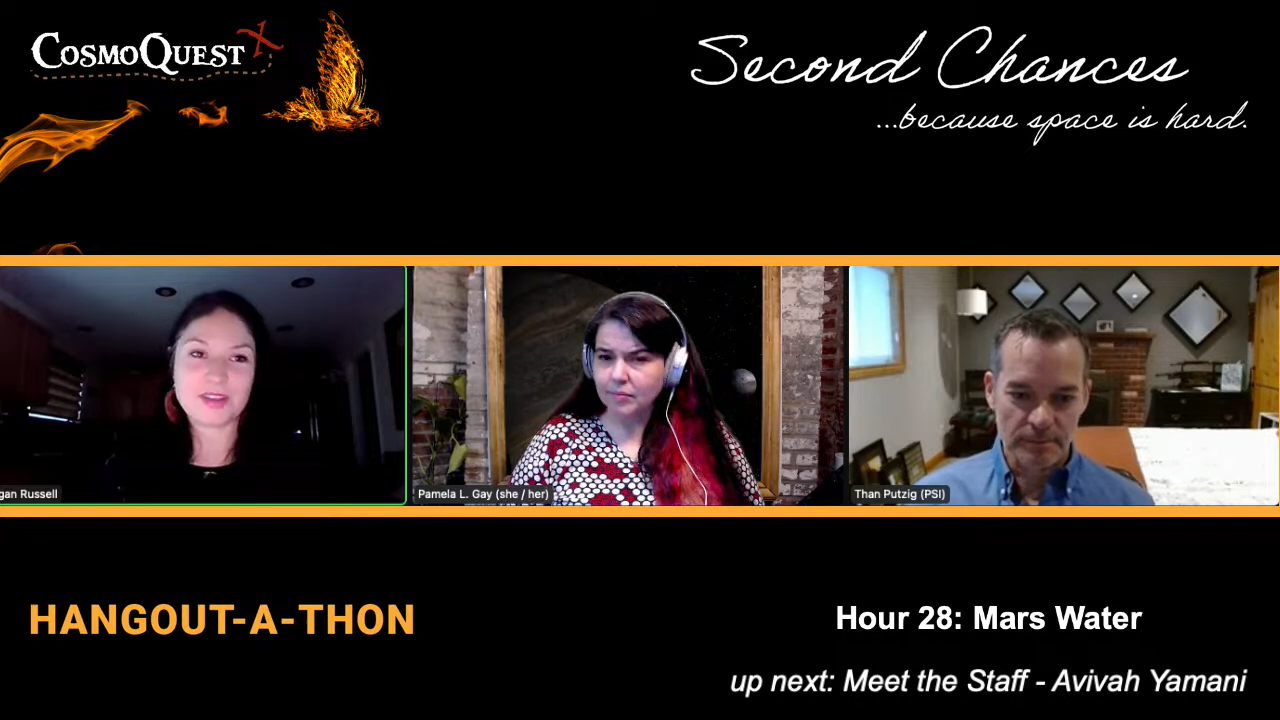 CosmoQuest X
Second Chances
...because space is hard.
gan Russell
Pamela L. Gay (she / her)
Than Putzig (PSI)
HANGOUT-A-THON
Hour 28: Mars Water
up next: Meet the Staff - Avivah Yamani